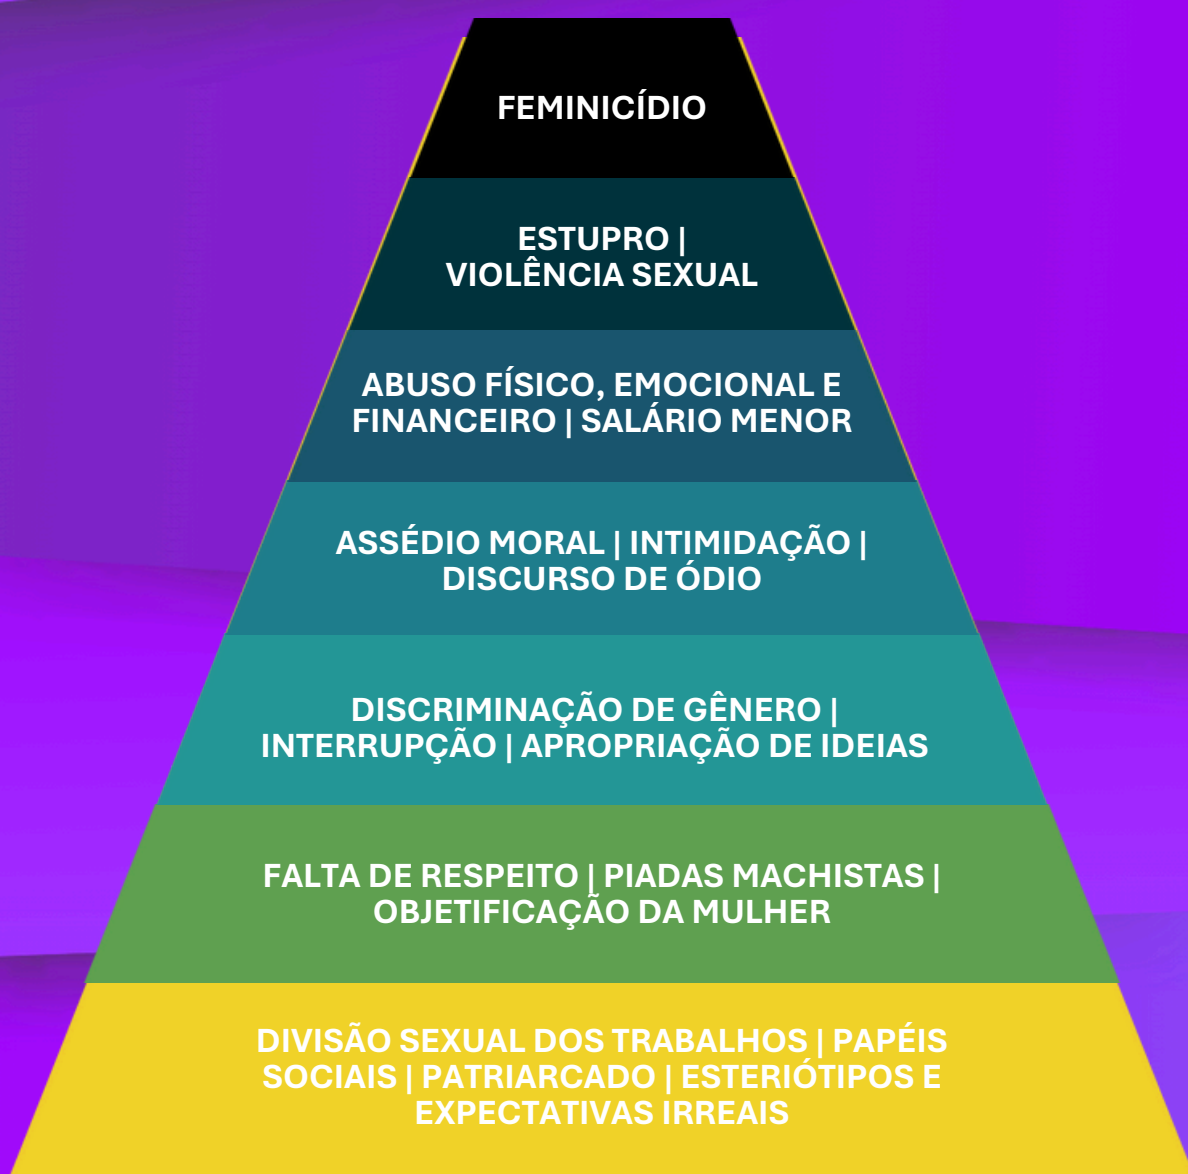 FEMINICÍDIO
ESTUPRO |
VIOLÊNCIA SEXUAL
ABUSO FÍSICO, EMOCIONAL E
FINANCEIRO | SALÁRIO MENOR
ASSÉDIO MORAL | INTIMIDAÇÃO |
DISCURSO DE ÓDIO
DISCRIMINAÇÃO DE GÊNERO |
INTERRUPÇÃO | APROPRIAÇÃO DE IDEIAS
FALTA DE RESPEITO | PIADAS MACHISTAS |
OBJETIFICAÇÃO DA MULHER
DIVISÃO SEXUAL DOS TRABALHOS | PAPÉIS
SOCIAIS | PATRIARCADO | ESTERIÓTIPOS E
EXPECTATIVAS IRREAIS